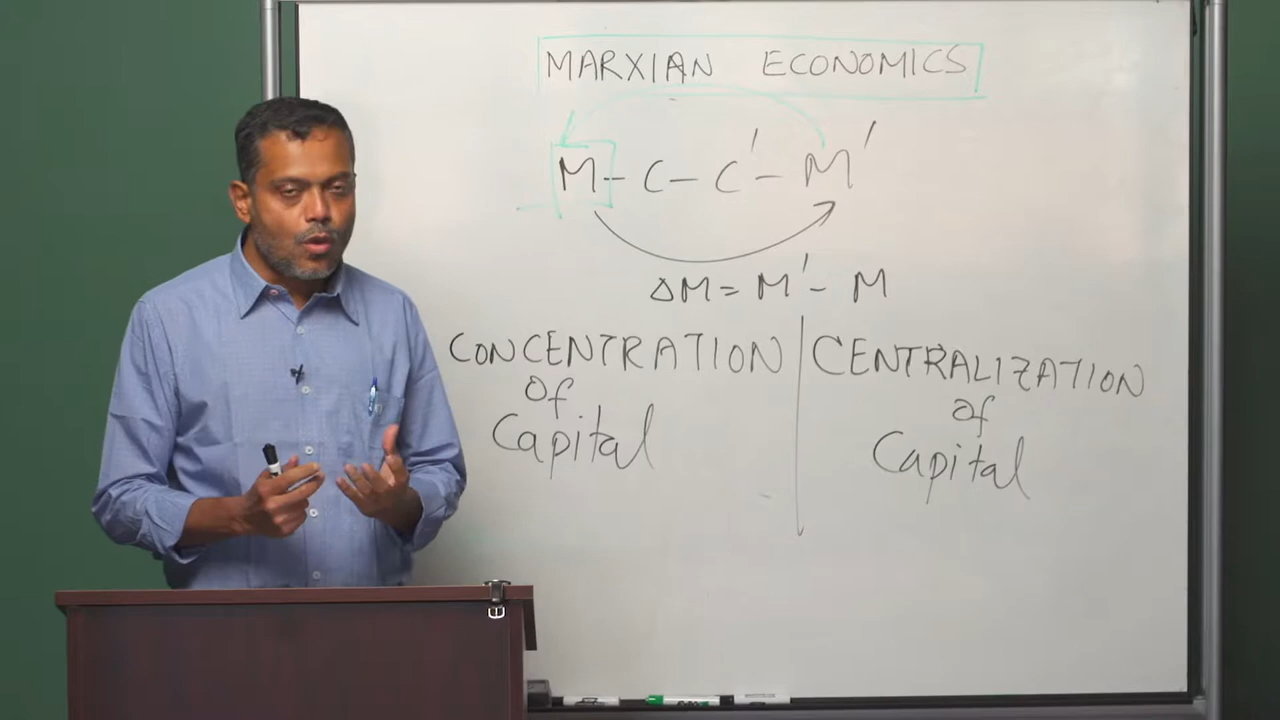 MARXIAN ECONOMICS
M - C - C' - M'
ΔM = M' - M
CONCENTRATION
of
Capital
CENTRALIZATION
of
Capital